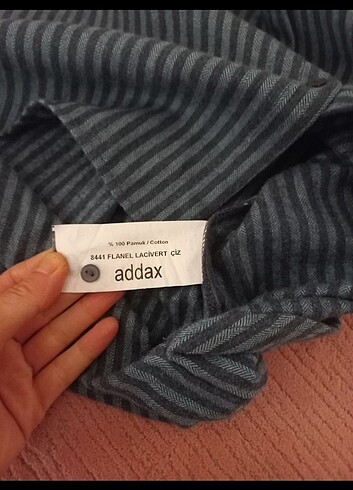 % 100 Pamuk / Cotton
8441 FLANEL LACİVERT ÇİZ
addax